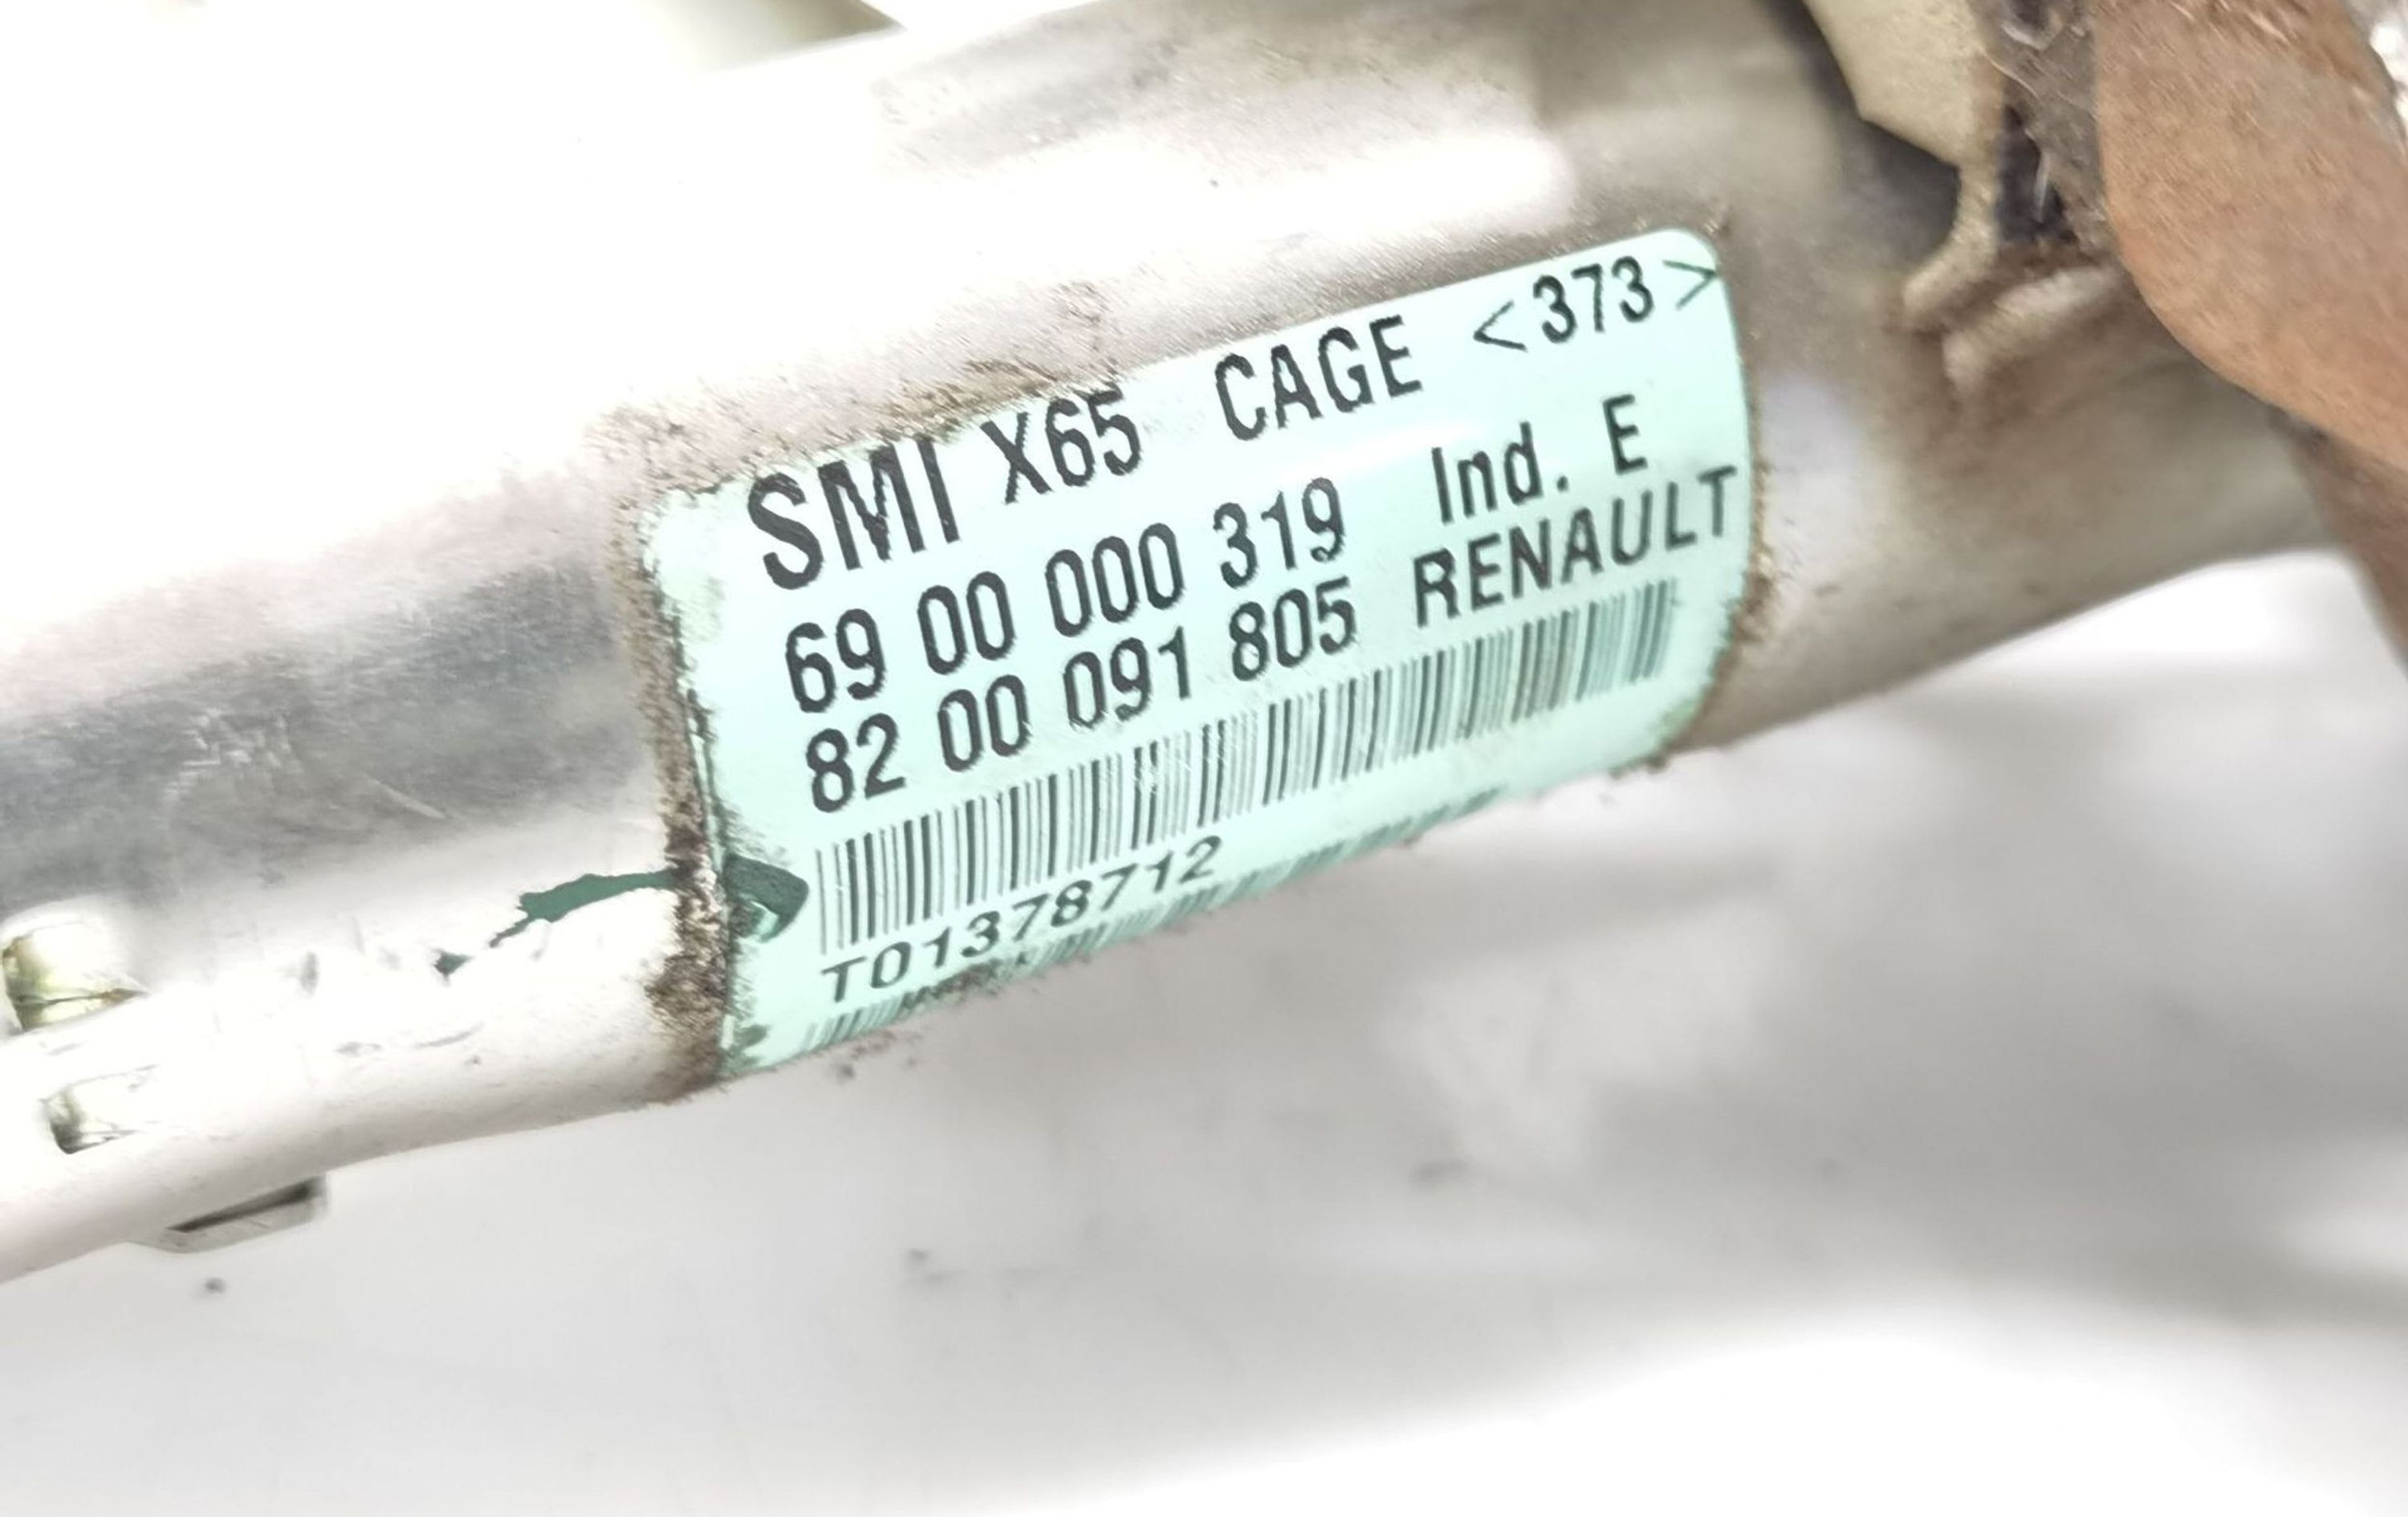 SMI X65 CAGE <373>
69 00 000 319 Ind. E
82 00 091 805 RENAULT
T01378712